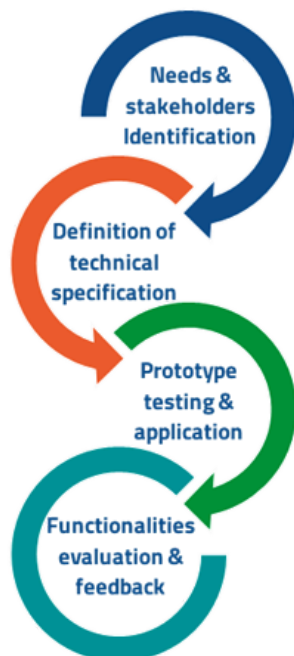 Needs &
stakeholders
Identification
Definition of
technical
specification
Prototype
testing &
application
Functionalities
evaluation &
feedback